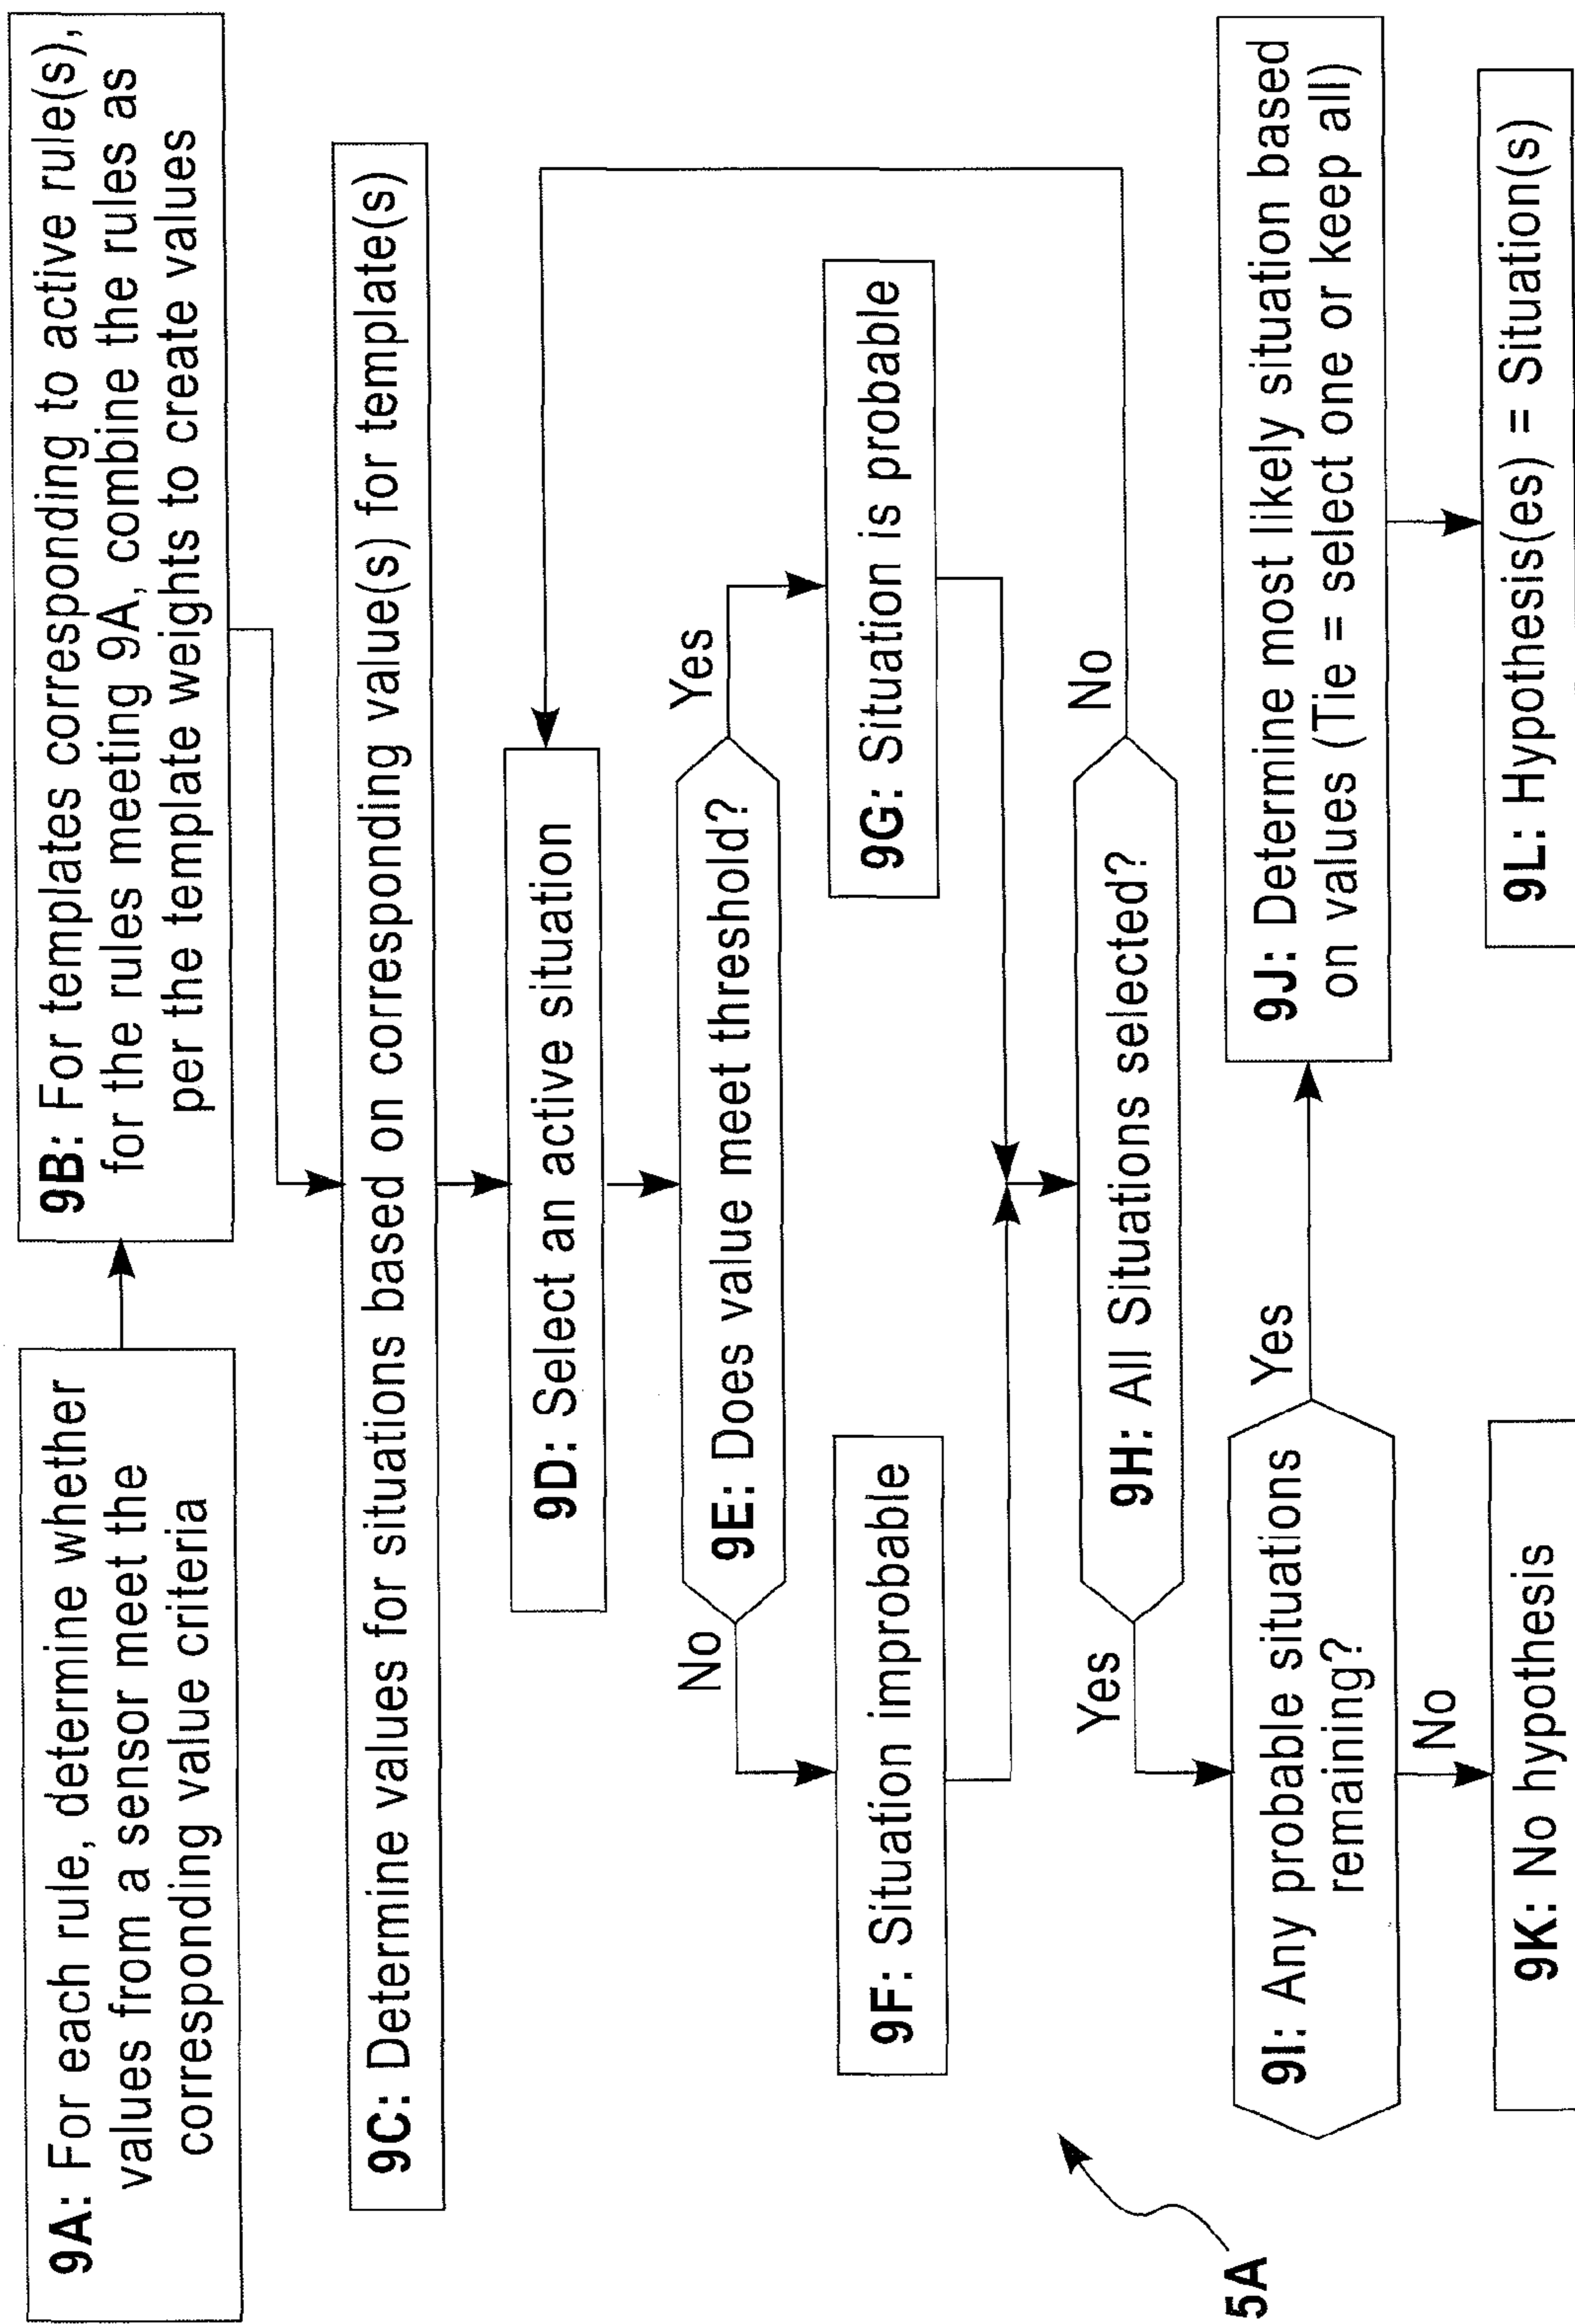 9A: For each rule, determine whether
values from a sensor meet the
corresponding value criteria
9B: For templates corresponding to active rule(s),
for the rules meeting 9A, combine the rules as
per the template weights to create values
9C: Determine values for situations based on corresponding value(s) for template(s)
9D: Select an active situation
9E: Does value meet threshold?
No
Yes
9F: Situation improbable
9G: Situation is probable
9H: All Situations selected?
Yes
No
9I: Any probable situations
remaining?
Yes
No
9J: Determine most likely situation based
on values (Tie = select one or keep all)
9K: No hypothesis
9L: Hypothesis(es) = Situation(s)
5A